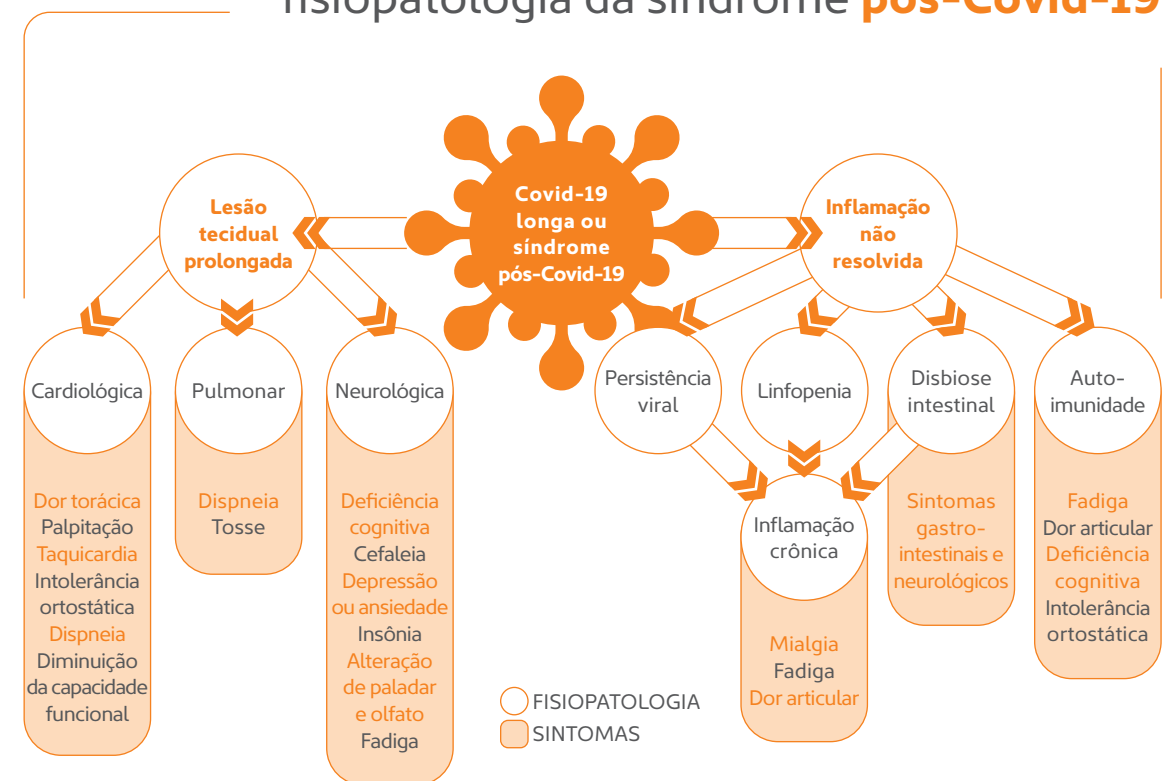 fisiopatologia da síndrome pós-Covid-19
Covid-19
longa ou
síndrome
pós-Covid-19
Lesão
tecidual
prolongada
Cardiológica
Dor torácica
Palpitação
Taquicardia
Intolerância
ortostática
Dispneia
Diminuição
da capacidade
funcional
Pulmonar
Dispneia
Tosse
Neurológica
Deficiência
cognitiva
Cefaleia
Depressão
ou ansiedade
Insônia
Alteração
de paladar
e olfato
Fadiga
Inflamação
não
resolvida
Persistência
viral
Linfopenia
Disbiose
intestinal
Sintomas
gastro-
intestinais e
neurológicos
Auto-
imunidade
Fadiga
Dor articular
Deficiência
cognitiva
Intolerância
ortostática
Inflamação
crônica
Mialgia
Fadiga
Dor articular
FISIOPATOLOGIA
SINTOMAS